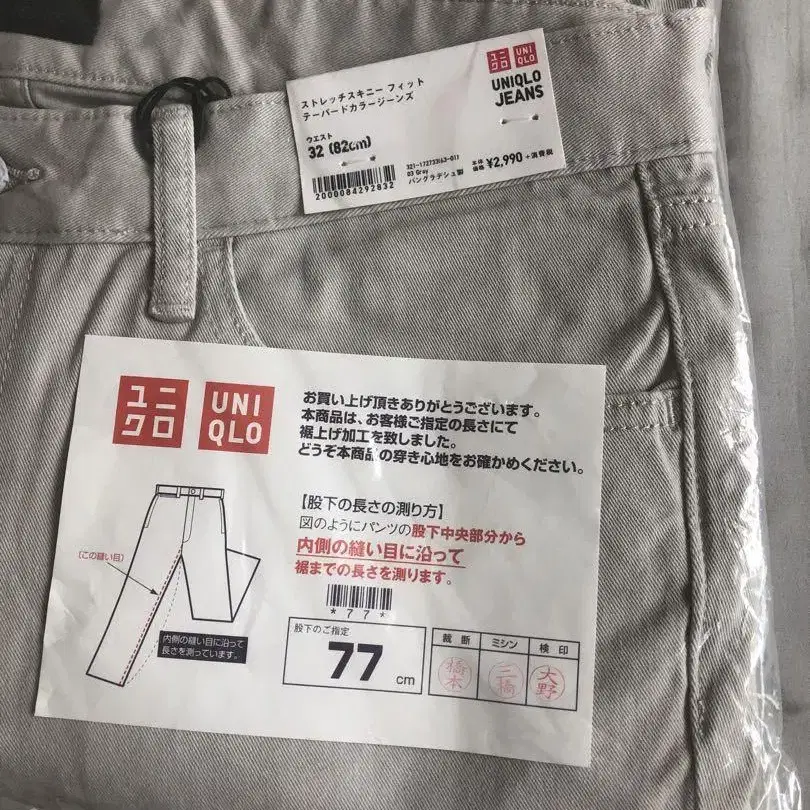 ストレッチスキニー フィット
テーパードカラージーンズ
ユニ
クロ
UNI
QLO
UNIQLO
JEANS
ウエスト
32 (82cm)
2000084292832
321-172733(63-01)
03 Gray
バングラデシュ製
本体
価格 ¥2,990 +消費税
ユニ
クロ
UNI
QLO
お買い上げ頂きありがとうございます。
本商品は、お客様ご指定の長さにて
裾上げ加工を致しました。
どうぞ本商品の穿き心地をお確かめください。
【股下の長さの測り方】
図のようにパンツの股下中央部分から
内側の縫い目に沿って
裾までの長さを測ります。
(この縫い目)
内側の縫い目に沿って
長さを測っています。
*77*
股下のご指定
77 cm
裁断 ミシン 検印
橋本 三橋 大野